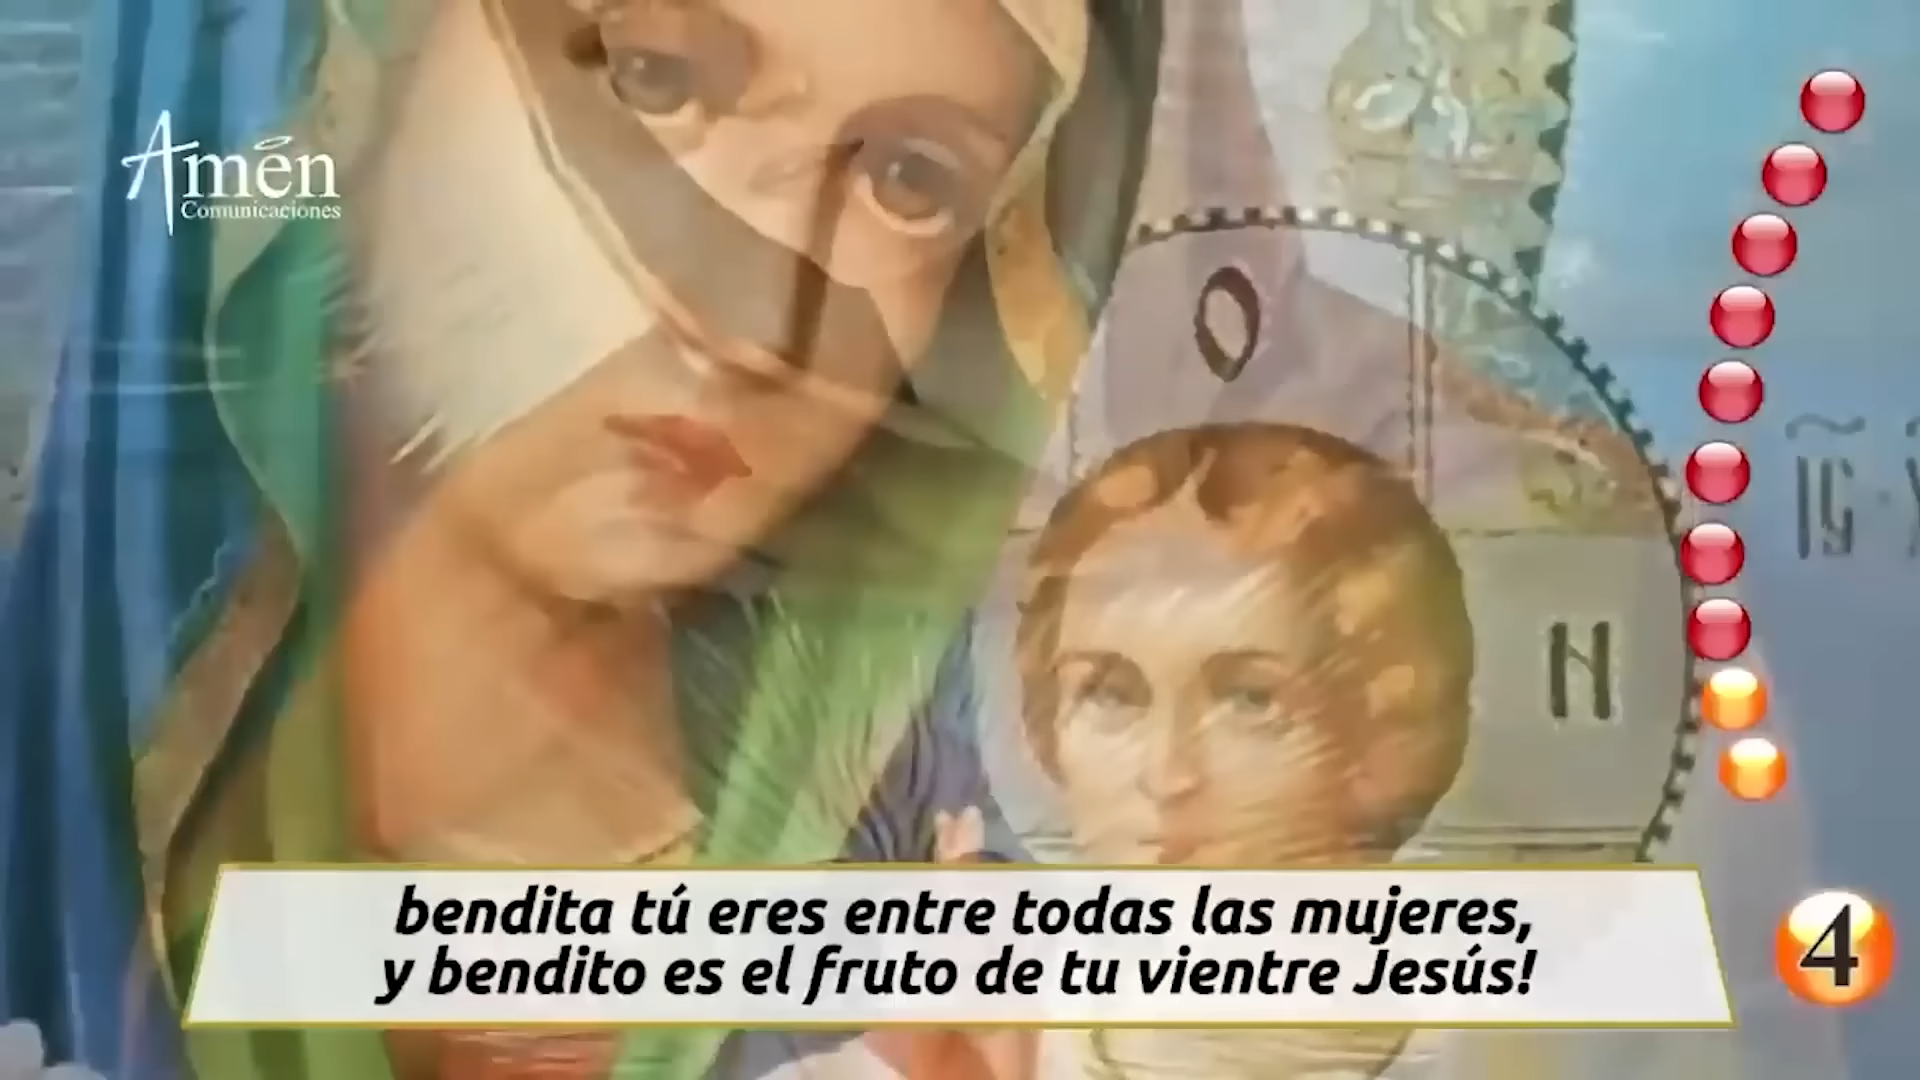 Amén
Comunicaciones
O
N
bendita tú eres entre todas las mujeres,
y bendito es el fruto de tu vientre Jesús!
4